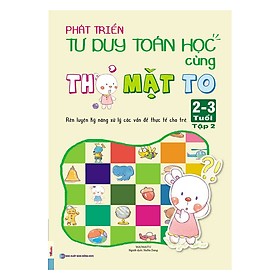 PHÁT TRIỂN
TƯ DUY TOÁN HỌC
cùng
THỎ MẶT TO
2-3
Tuổi
Tập 2
Rèn luyện kỹ năng xử lý các vấn đề thực tế cho trẻ